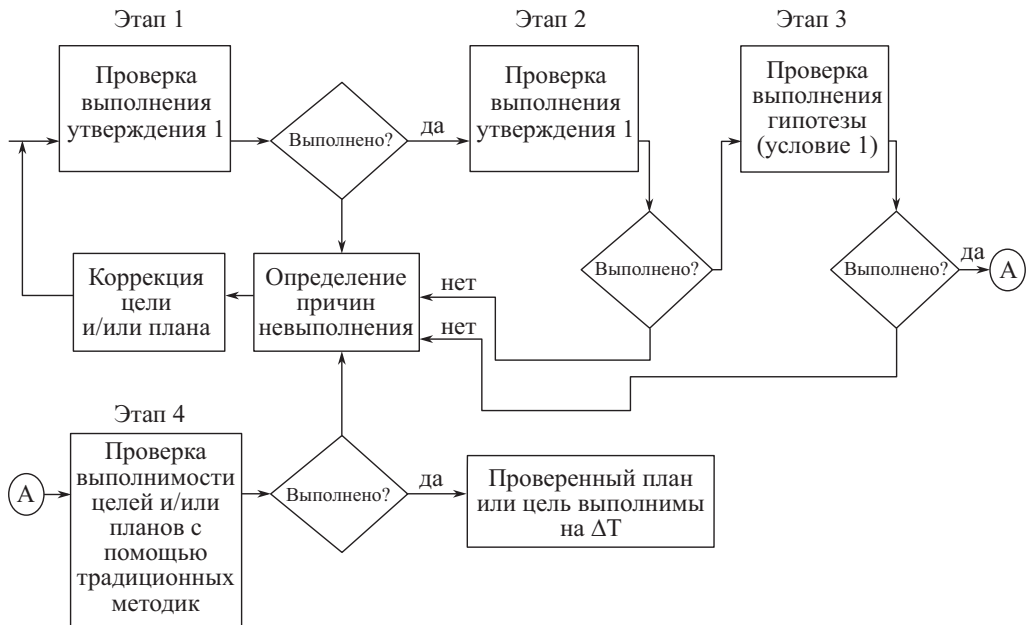 Этап 1
Проверка
выполнения
утверждения 1
Выполнено?
да
Этап 2
Проверка
выполнения
утверждения 1
Выполнено?
Этап 3
Проверка
выполнения
гипотезы
(условие 1)
Выполнено?
да
А
Коррекция
цели
и/или плана
Определение
причин
невыполнения
нет
нет
Этап 4
А
Проверка
выполнимости
целей и/или
планов с
помощью
традиционных
методик
Выполнено?
да
Проверенный план
или цель выполнимы
на ΔT